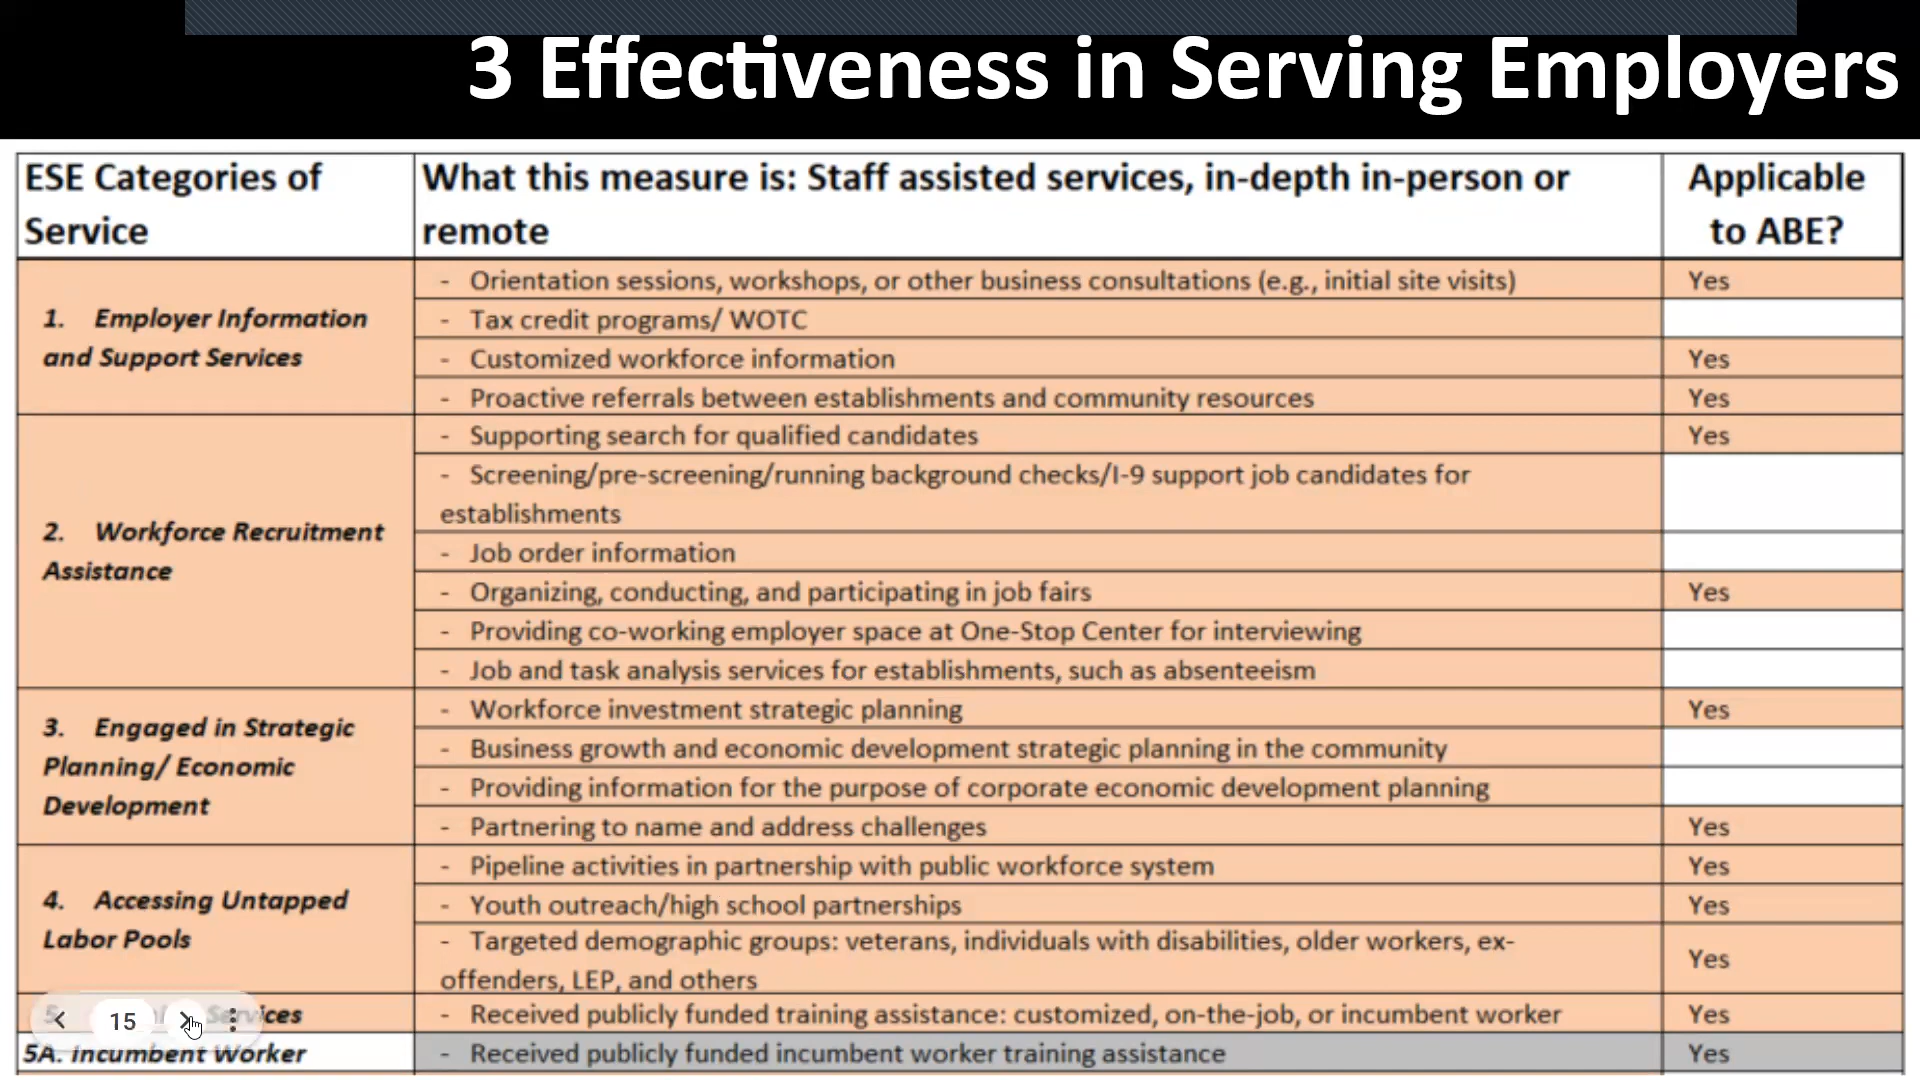 3 Effectiveness in Serving Employers
ESE Categories of
Service
What this measure is: Staff assisted services, in-depth in-person or
remote
Applicable
to ABE?
1. Employer Information
and Support Services
- Orientation sessions, workshops, or other business consultations (e.g., initial site visits)
Yes
- Tax credit programs/ WOTC
- Customized workforce information
Yes
- Proactive referrals between establishments and community resources
Yes
2. Workforce Recruitment
Assistance
- Supporting search for qualified candidates
Yes
- Screening/pre-screening/running background checks/I-9 support job candidates for
establishments
- Job order information
- Organizing, conducting, and participating in job fairs
Yes
- Providing co-working employer space at One-Stop Center for interviewing
- Job and task analysis services for establishments, such as absenteeism
3. Engaged in Strategic
Planning/ Economic
Development
- Workforce investment strategic planning
Yes
- Business growth and economic development strategic planning in the community
- Providing information for the purpose of corporate economic development planning
- Partnering to name and address challenges
Yes
4. Accessing Untapped
Labor Pools
- Pipeline activities in partnership with public workforce system
Yes
- Youth outreach/high school partnerships
Yes
- Targeted demographic groups: veterans, individuals with disabilities, older workers, ex-
offenders, LEP, and others
Yes
5. Services
15
- Received publicly funded training assistance: customized, on-the-job, or incumbent worker
Yes
5A. Incumbent Worker
- Received publicly funded incumbent worker training assistance
Yes